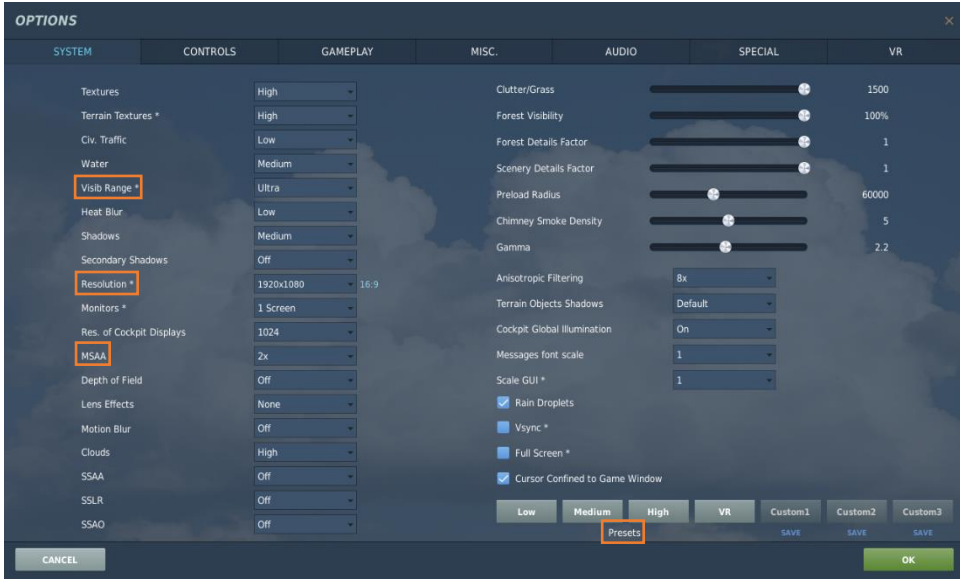 OPTIONS ×
SYSTEM CONTROLS GAMEPLAY MISC. AUDIO SPECIAL VR
Textures High
Terrain Textures * High
Civ. Traffic Low
Water Medium
Visib Range * Ultra
Heat Blur Low
Shadows Medium
Secondary Shadows Off
Resolution * 1920x1080 16:9
Monitors * 1 Screen
Res. of Cockpit Displays 1024
MSAA 2x
Depth of Field Off
Lens Effects None
Motion Blur Off
Clouds High
SSAA Off
SSLR Off
SSAO Off
Clutter/Grass 1500
Forest Visibility 100%
Forest Details Factor 1
Scenery Details Factor 1
Preload Radius 60000
Chimney Smoke Density 5
Gamma 2.2
Anisotropic Filtering 8x
Terrain Objects Shadows Default
Cockpit Global Illumination On
Messages font scale 1
Scale GUI * 1
Rain Droplets
Vsync *
Full Screen *
Cursor Confined to Game Window
Low Medium High VR Custom1 Custom2 Custom3
Presets SAVE SAVE SAVE
CANCEL OK